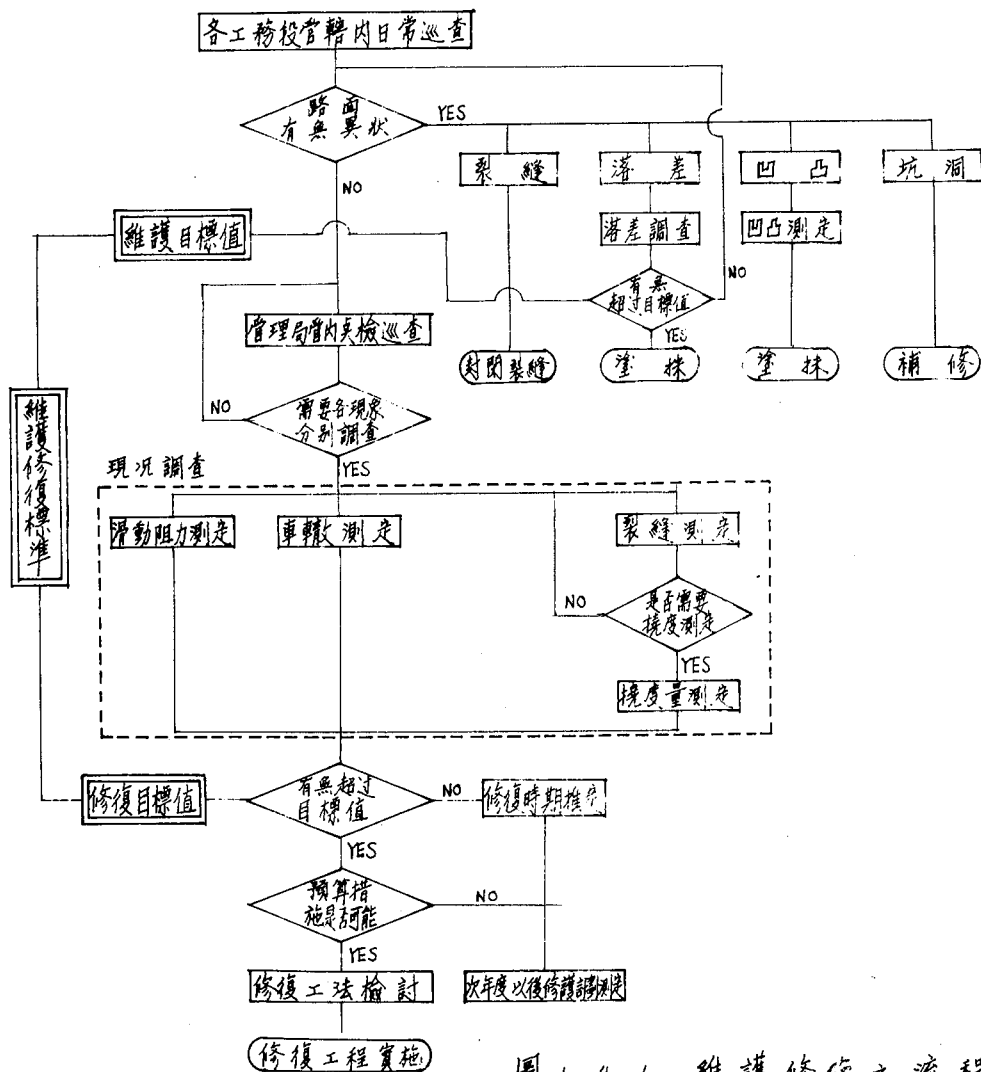 各工務段管轄内日常巡查
路面
有無異狀
YES
NO
裂縫
落差
凹凸
坑洞
維護目標值
落差調查
凹凸測定
有無
超过目標值
NO
YES
管理局管内点檢巡查
封閉裂縫
塗抹
塗抹
補修
需要各現象
分別調查
NO
YES
維護修復標準
現況調查
滑動阻力測定
車轍測定
裂縫測定
是否需要
撓度測定
NO
YES
撓度量測定
修復目標值
有無超过
目標值
NO
修復時期推定
YES
預算措
施是否可能
NO
YES
修復工法檢討
次年度以後修護計劃測定
修復工程實施
維護修復之流程